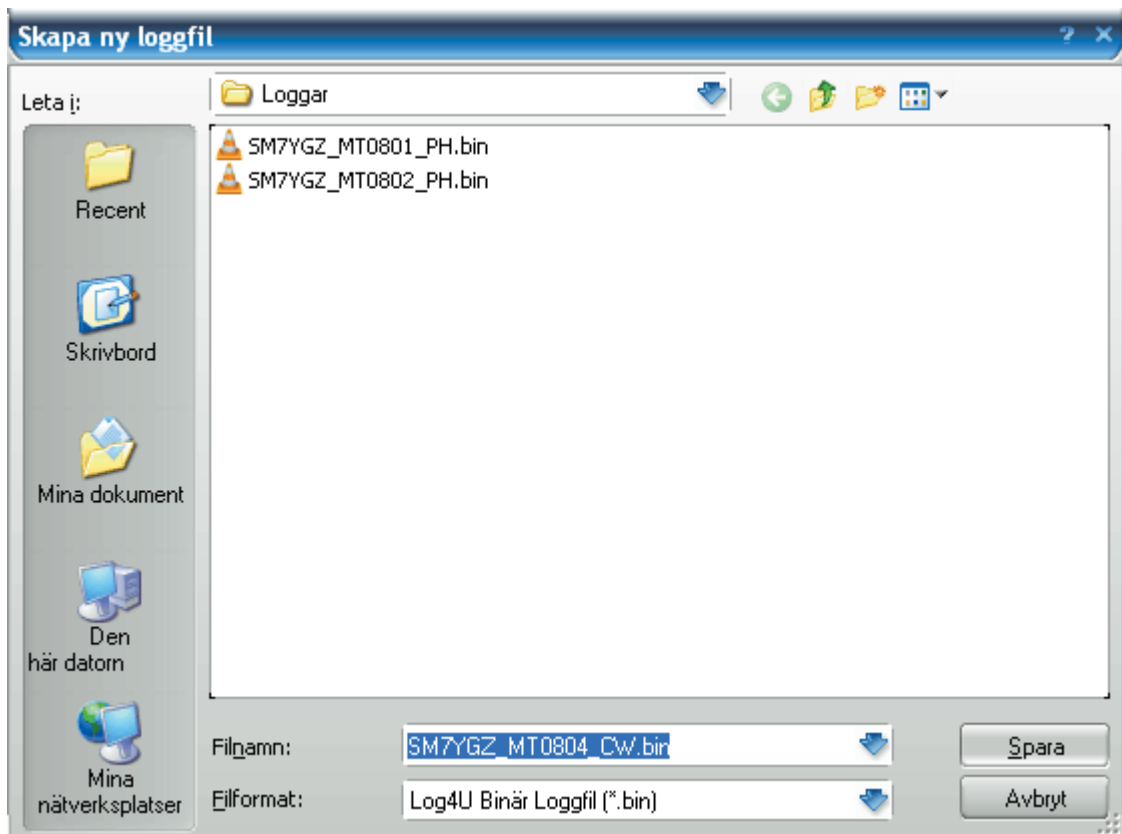 Skapa ny loggfil
Leta i:
Loggar
SM7YGZ_MT0801_PH.bin
SM7YGZ_MT0802_PH.bin
Recent
Skrivbord
Mina dokument
Den
här datorn
Mina
nätverksplatser
Filnamn:
SM7YGZ_MT0804_CW.bin
Spara
Filformat:
Log4U Binär Loggfil (*.bin)
Avbryt